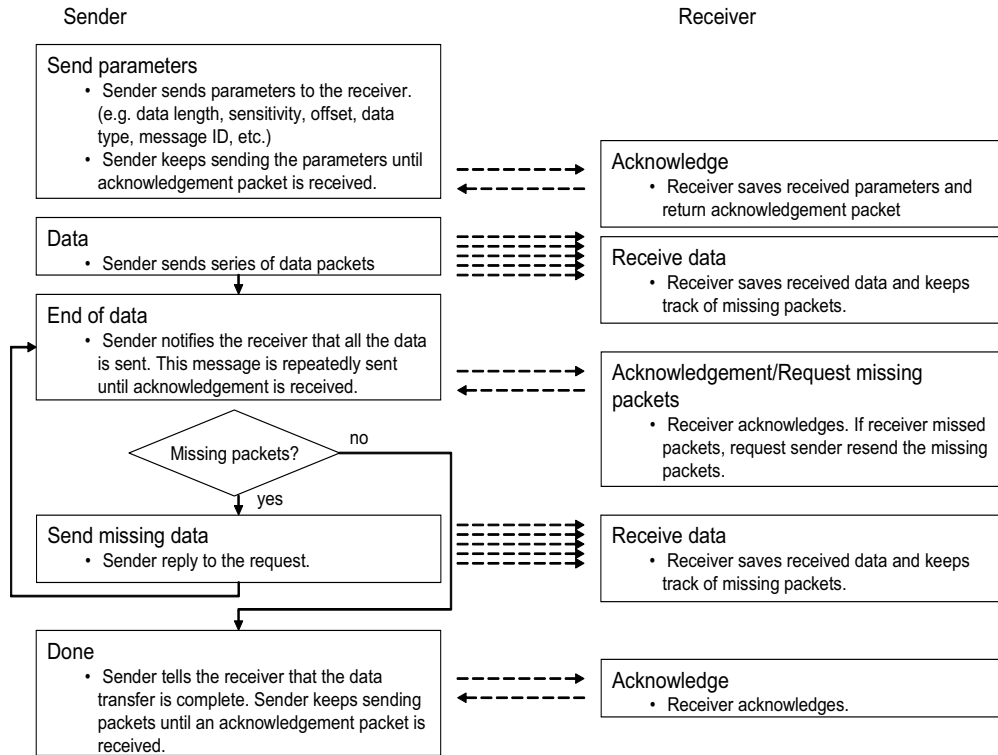 Sender
Receiver
Send parameters
• Sender sends parameters to the receiver.
(e.g. data length, sensitivity, offset, data
type, message ID, etc.)
• Sender keeps sending the parameters until
acknowledgement packet is received.
Acknowledge
• Receiver saves received parameters and
return acknowledgement packet
Data
• Sender sends series of data packets
Receive data
• Receiver saves received data and keeps
track of missing packets.
End of data
• Sender notifies the receiver that all the data
is sent. This message is repeatedly sent
until acknowledgement is received.
Acknowledgement/Request missing
packets
• Receiver acknowledges. If receiver missed
packets, request sender resend the missing
packets.
Missing packets?
no
yes
Send missing data
• Sender reply to the request.
Receive data
• Receiver saves received data and keeps
track of missing packets.
Done
• Sender tells the receiver that the data
transfer is complete. Sender keeps sending
packets until an acknowledgement packet is
received.
Acknowledge
• Receiver acknowledges.